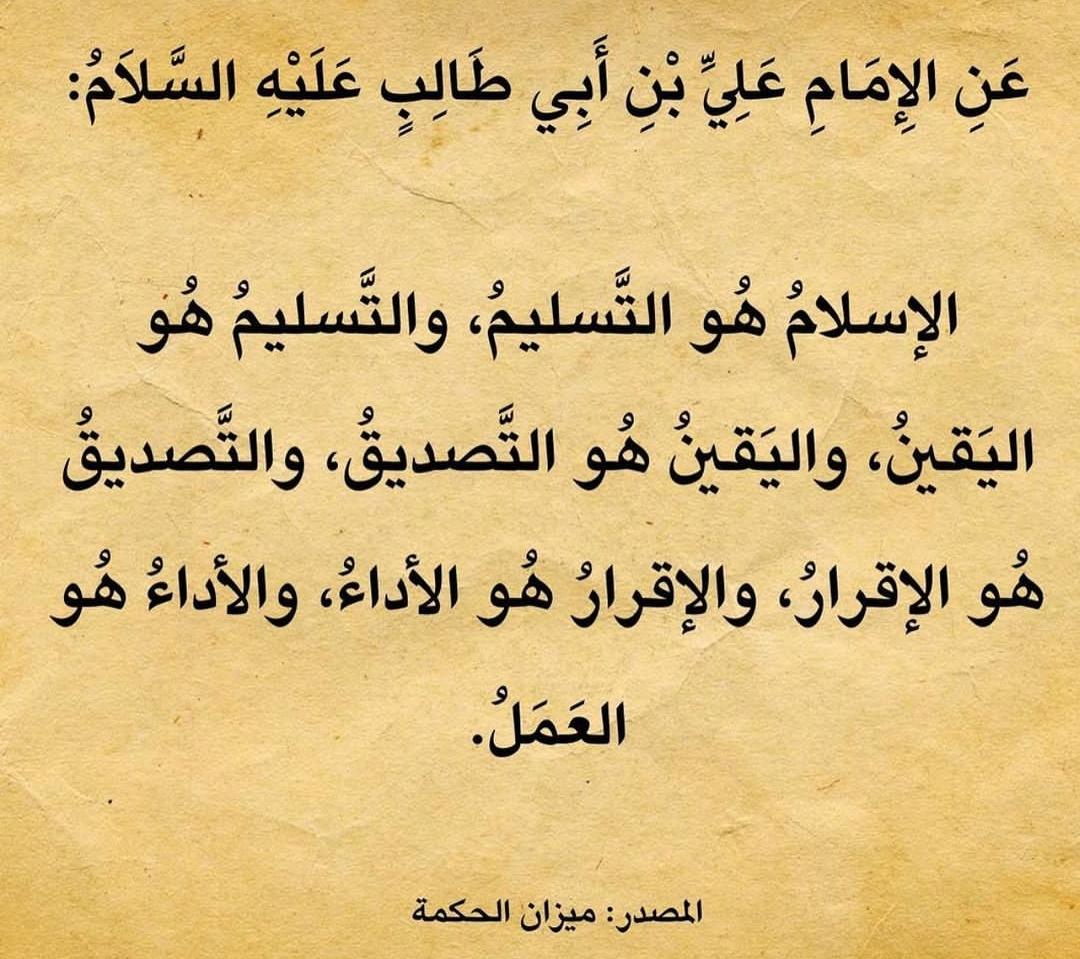 عَنِ الإِمَامِ عَلِيِّ بْنِ أَبِي طَالِبٍ عَلَيْهِ السَّلاَمُ:
الإسلامُ هُو التَّسليمُ، والتَّسليمُ هُو
اليَقينُ، واليَقينُ هُو التَّصديقُ، والتَّصديقُ
هُو الإقرارُ، والإقرارُ هُو الأداءُ، والأداءُ هُو
العَمَلُ.
المصدر: ميزان الحكمة